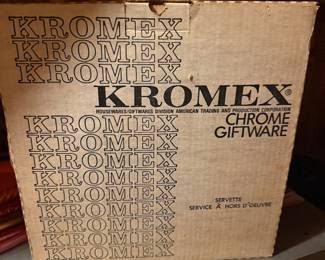 KROMEX
KROMEX
KROMEX
KROMEX®
HOUSEWARES/GIFTWARES DIVISION AMERICAN TRADING AND PRODUCTION CORPORATION
KROMEX
CHROME
GIFTWARE
KROMEX
KROMEX
KROMEX
KROMEX
KROMEX
SERVETTE
SERVICE À HORS D'OEUVRE
KROMEX
KROMEX
KROMEX
KROMEX